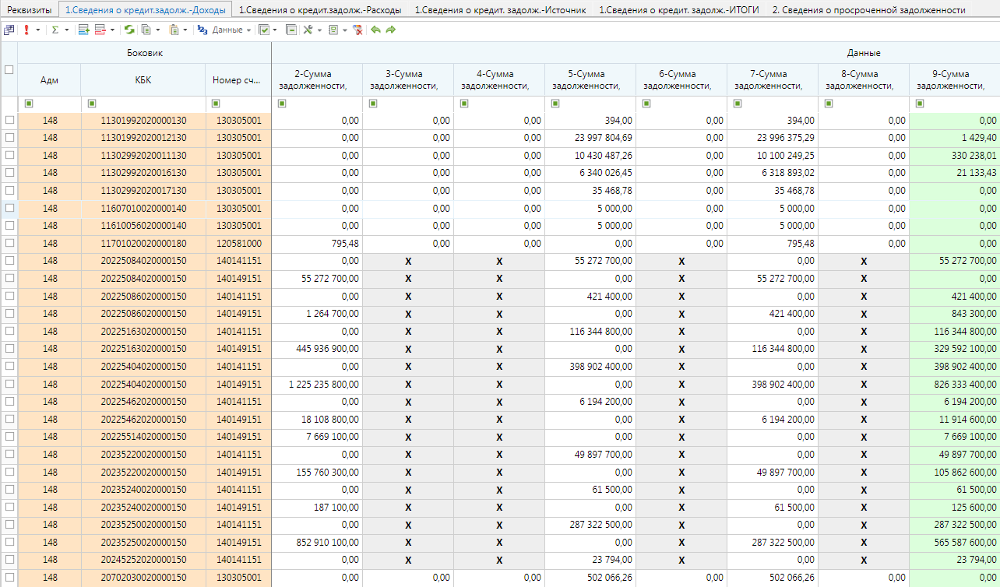 Реквизиты 1.Сведения о кредит.задолж.-Доходы 1.Сведения о кредит.задолж.-Расходы 1.Сведения о кредит. задолж.-Источник 1.Сведения о кредит. задолж.-ИТОГИ 2. Сведения о просроченной задолженности
Данные
Боковик Данные
Адм КБК Номер сч... 2-Сумма задолженности, 3-Сумма задолженности, 4-Сумма задолженности, 5-Сумма задолженности, 6-Сумма задолженности, 7-Сумма задолженности, 8-Сумма задолженности, 9-Сумма задолженности,
148 11301992020000130 130305001 0,00 0,00 0,00 394,00 0,00 394,00 0,00 0,00
148 11301992020012130 130305001 0,00 0,00 0,00 23 997 804,69 0,00 23 996 375,29 0,00 1 429,40
148 11302992020011130 130305001 0,00 0,00 0,00 10 430 487,26 0,00 10 100 249,25 0,00 330 238,01
148 11302992020016130 130305001 0,00 0,00 0,00 6 340 026,45 0,00 6 318 893,02 0,00 21 133,43
148 11302992020017130 130305001 0,00 0,00 0,00 35 468,78 0,00 35 468,78 0,00 0,00
148 11607010020000140 130305001 0,00 0,00 0,00 5 000,00 0,00 5 000,00 0,00 0,00
148 11610056020000140 130305001 0,00 0,00 0,00 5 000,00 0,00 5 000,00 0,00 0,00
148 11701020020000180 120581000 795,48 0,00 0,00 0,00 0,00 795,48 0,00 0,00
148 20225084020000150 140141151 0,00 X X 55 272 700,00 X 0,00 X 55 272 700,00
148 20225084020000150 140149151 55 272 700,00 X X 0,00 X 55 272 700,00 X 0,00
148 20225086020000150 140141151 0,00 X X 421 400,00 X 0,00 X 421 400,00
148 20225086020000150 140149151 1 264 700,00 X X 0,00 X 421 400,00 X 843 300,00
148 20225163020000150 140141151 0,00 X X 116 344 800,00 X 0,00 X 116 344 800,00
148 20225163020000150 140149151 445 936 900,00 X X 0,00 X 116 344 800,00 X 329 592 100,00
148 20225404020000150 140141151 0,00 X X 398 902 400,00 X 0,00 X 398 902 400,00
148 20225404020000150 140149151 1 225 235 800,00 X X 0,00 X 398 902 400,00 X 826 333 400,00
148 20225462020000150 140141151 0,00 X X 6 194 200,00 X 0,00 X 6 194 200,00
148 20225462020000150 140149151 18 108 800,00 X X 0,00 X 6 194 200,00 X 11 914 600,00
148 20225514020000150 140149151 7 669 100,00 X X 0,00 X 0,00 X 7 669 100,00
148 20235220020000150 140141151 0,00 X X 49 897 700,00 X 0,00 X 49 897 700,00
148 20235220020000150 140149151 155 760 300,00 X X 0,00 X 49 897 700,00 X 105 862 600,00
148 20235240020000150 140141151 0,00 X X 61 500,00 X 0,00 X 61 500,00
148 20235240020000150 140149151 187 100,00 X X 0,00 X 61 500,00 X 125 600,00
148 20235250020000150 140141151 0,00 X X 287 322 500,00 X 0,00 X 287 322 500,00
148 20235250020000150 140149151 852 910 100,00 X X 0,00 X 287 322 500,00 X 565 587 600,00
148 20245252020000150 140141151 0,00 X X 23 794,00 X 0,00 X 23 794,00
148 20702030020000150 130305001 0,00 0,00 0,00 502 066,26 0,00 502 066,26 0,00 0,00